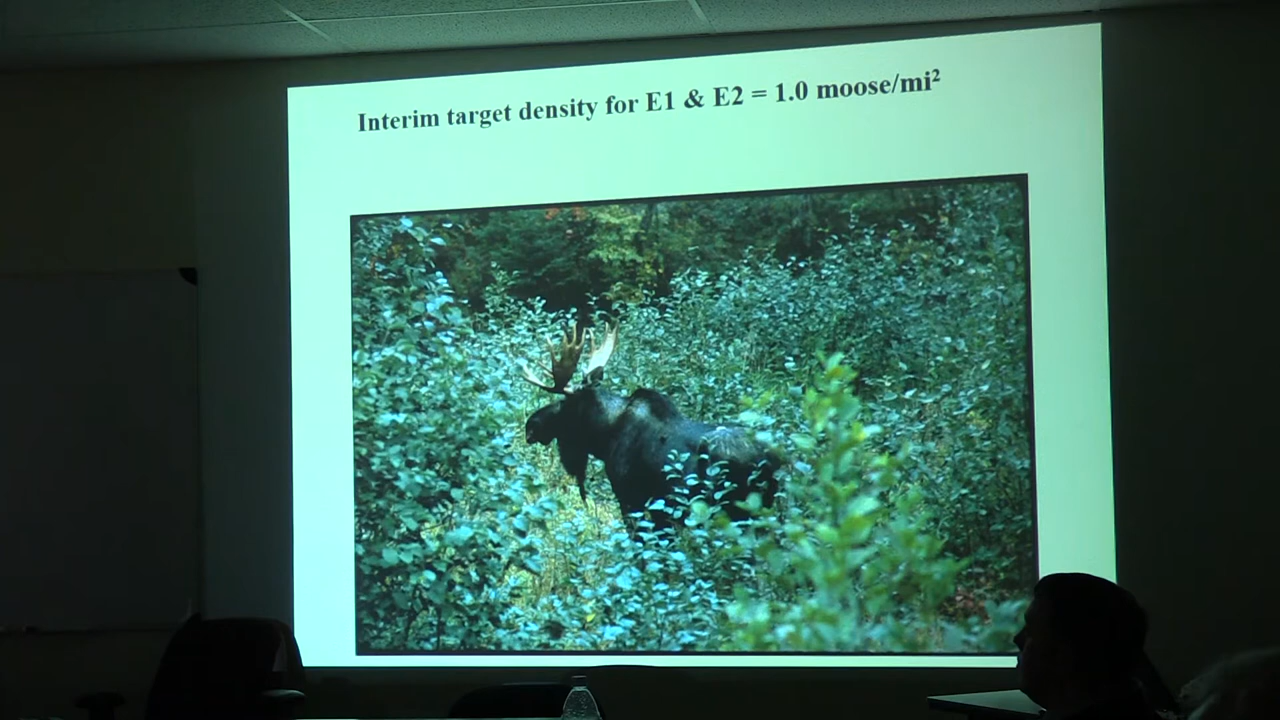 Interim target density for E1 & E2 = 1.0 moose/mi²